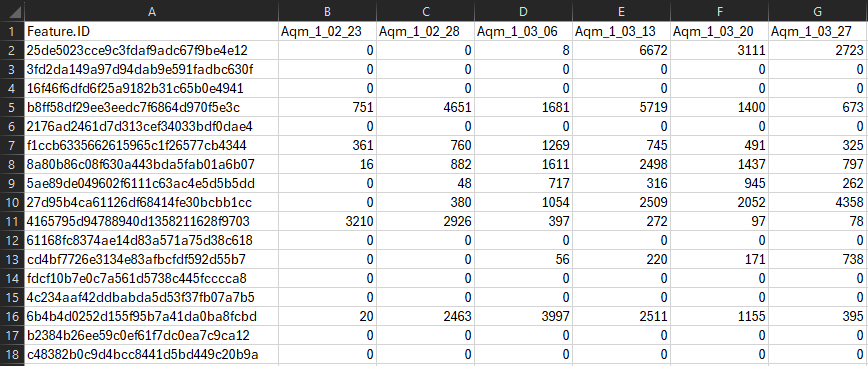 A B C D E F G
1 Feature.ID Aqm_1_02_23 Aqm_1_02_28 Aqm_1_03_06 Aqm_1_03_13 Aqm_1_03_20 Aqm_1_03_27
2 25de5023cce9c3fdaf9adc67f9be4e12 0 0 8 6672 3111 2723
3 3fd2da149a97d94dab9e591fadbc630f 0 0 0 0 0 0
4 16f46f6dfd6f25a9182b31c65b0e4941 0 0 0 0 0 0
5 b8ff58df29ee3eedc7f6864d970f5e3c 751 4651 1681 5719 1400 673
6 2176ad2461d7d313cef34033bdf0dae4 0 0 0 0 0 0
7 f1ccb6335662615965c1f26577cb4344 361 760 1269 745 491 325
8 8a80b86c08f630a443bda5fab01a6b07 16 882 1611 2498 1437 797
9 5ae89de049602f6111c63ac4e5d5b5dd 0 48 717 316 945 262
10 27d95b4ca61126df68414fe30bcbb1cc 0 380 1054 2509 2052 4358
11 4165795d94788940d1358211628f9703 3210 2926 397 272 97 78
12 61168fc8374ae14d83a571a75d38c618 0 0 0 0 0 0
13 cd4bf7726e3134e83afbcfdf592d55b7 0 0 56 220 171 738
14 fdcf10b7e0c7a561d5738c445fcccca8 0 0 0 0 0 0
15 4c234aaf42ddbabda5d53f37fb07a7b5 0 0 0 0 0 0
16 6b4b4d0252d155f95b7a41da0ba8fcbd 20 2463 3997 2511 1155 395
17 b2384b26ee59c0ef61f7dc0ea7c9ca12 0 0 0 0 0 0
18 c48382b0c9d4bcc8441d5bd449c20b9a 0 0 0 0 0 0